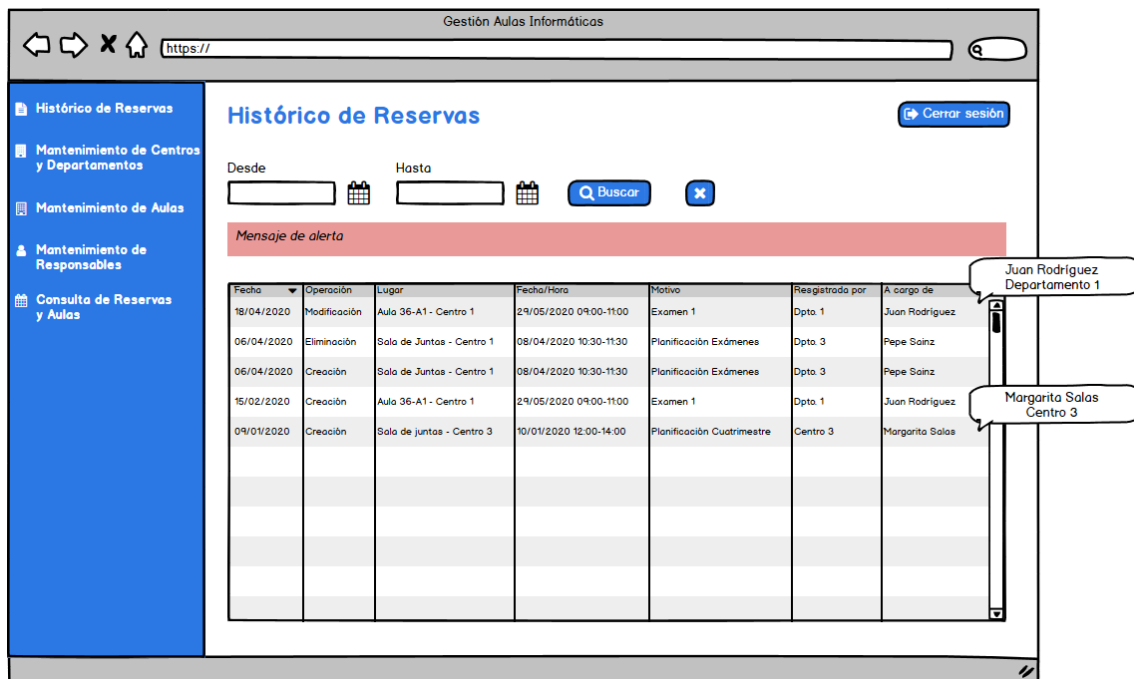 Gestión Aulas Informáticas
https://
Histórico de Reservas
Mantenimiento de Centros
y Departamentos
Mantenimiento de Aulas
Mantenimiento de
Responsables
Consulta de Reservas
y Aulas
Histórico de Reservas
Cerrar sesión
Desde Hasta
Buscar
Mensaje de alerta
Juan Rodríguez
Departamento 1
Fecha Operación Lugar Fecha/Hora Motivo Resgistrada por A cargo de
18/04/2020 Modificación Aula 36-A1 - Centro 1 29/05/2020 09:00-11:00 Examen 1 Dpto. 1 Juan Rodríguez
06/04/2020 Eliminación Sala de Juntas - Centro 1 08/04/2020 10:30-11:30 Planificación Exámenes Dpto. 3 Pepe Sainz
06/04/2020 Creación Sala de Juntas - Centro 1 08/04/2020 10:30-11:30 Planificación Exámenes Dpto. 3 Pepe Sainz
15/02/2020 Creación Aula 36-A1 - Centro 1 29/05/2020 09:00-11:00 Examen 1 Dpto. 1 Juan Rodríguez
Margarita Salas
Centro 3
09/01/2020 Creación Sala de juntas - Centro 3 10/01/2020 12:00-14:00 Planificación Cuatrimestre Centro 3 Margarita Salas